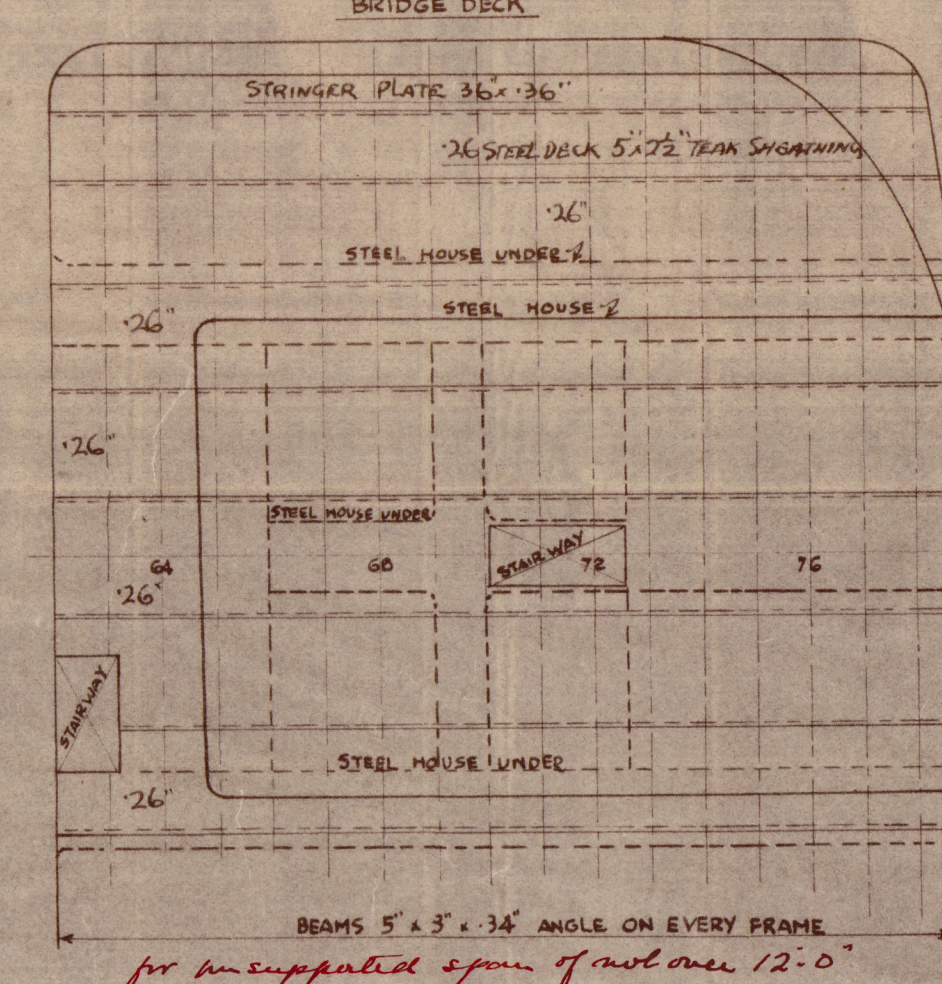 BRIDGE DECK
STRINGER PLATE 36"x ·36"
·26 STEEL DECK 5"x 2½" TEAK SHEATHING
·26"
STEEL HOUSE UNDER
STEEL HOUSE
·26"
·26"
STEEL HOUSE UNDER
STAIRWAY
64 68 72 76
·26"
STAIRWAY
STEEL HOUSE UNDER
·26"
BEAMS 5" x 3" x ·34" ANGLE ON EVERY FRAME
for unsupported span of not over 12'-0"